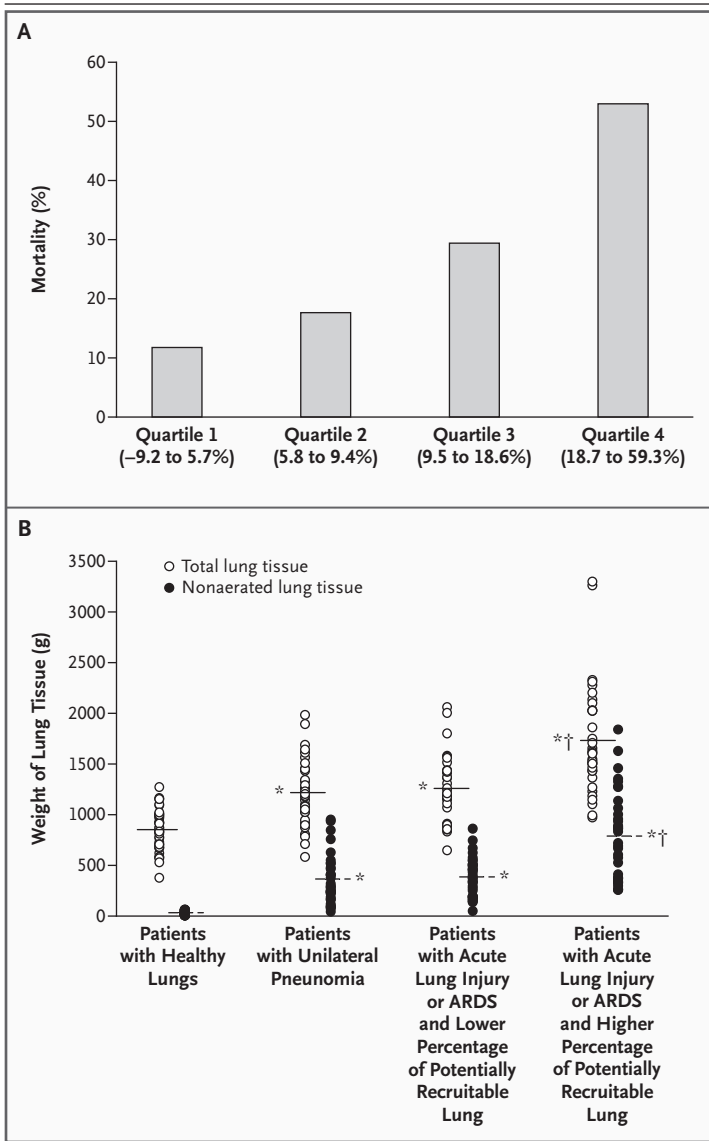 A
60
50
40
30
20
10
0
Mortality (%)
Quartile 1
(−9.2 to 5.7%)
Quartile 2
(5.8 to 9.4%)
Quartile 3
(9.5 to 18.6%)
Quartile 4
(18.7 to 59.3%)
B
3500
3000
2500
2000
1500
1000
500
0
Weight of Lung Tissue (g)
Total lung tissue
Nonaerated lung tissue
*
*
*
*
*†
*†
Patients
with Healthy
Lungs
Patients
with Unilateral
Pneunomia
Patients
with Acute
Lung Injury
or ARDS
and Lower
Percentage
of Potentially
Recruitable
Lung
Patients
with Acute
Lung Injury
or ARDS
and Higher
Percentage
of Potentially
Recruitable
Lung